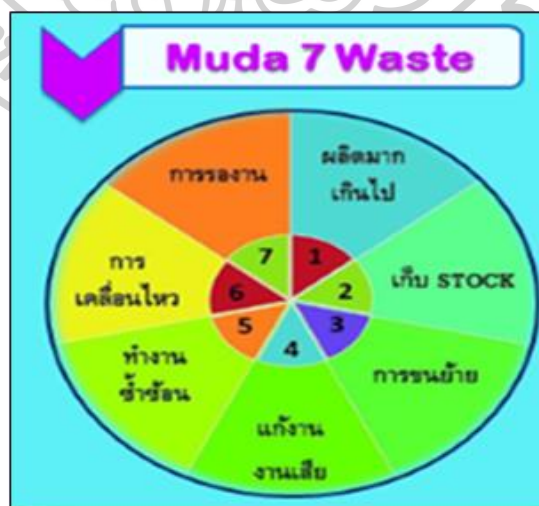 Muda 7 Waste
1
ผลิตมาก
เกินไป
2
เก็บ STOCK
3
การขนย้าย
4
แก้งาน
งานเสีย
5
ทำงาน
ซ้ำซ้อน
6
การ
เคลื่อนไหว
7
การรองาน